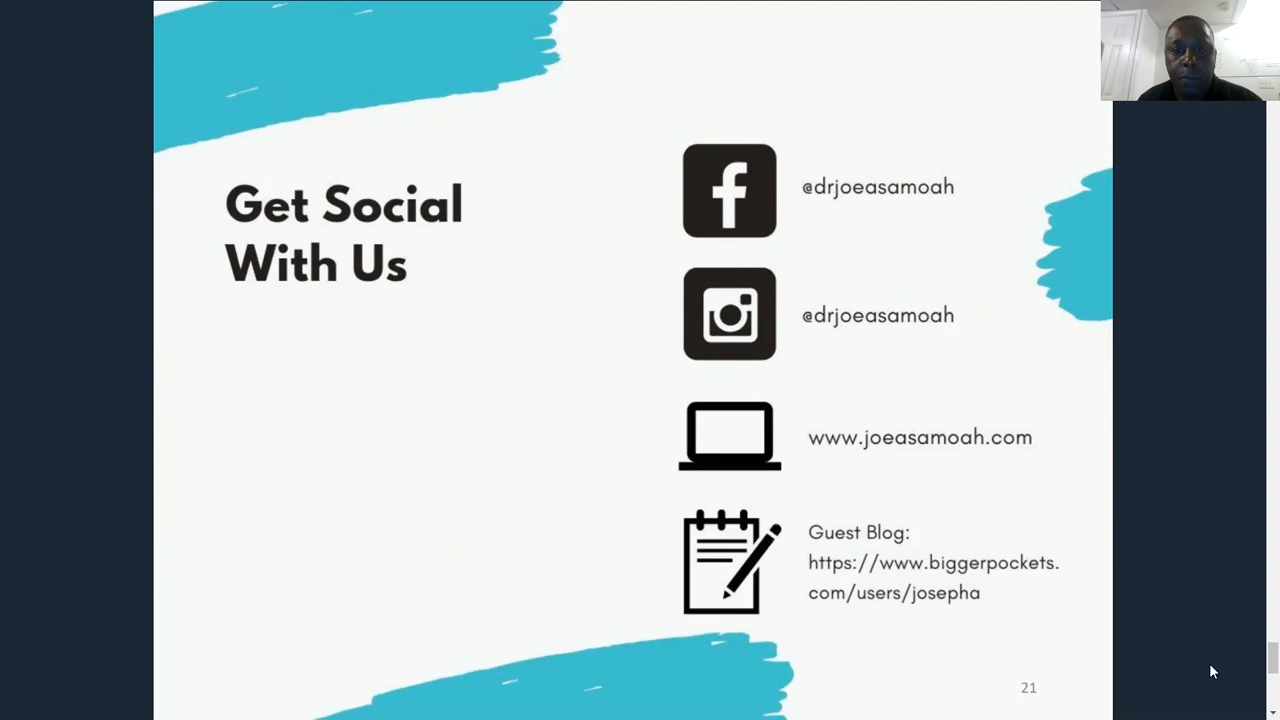 Get Social
With Us
@drjoeasamoah
@drjoeasamoah
www.joeasamoah.com
Guest Blog:
https://www.biggerpockets.
com/users/josepha
21